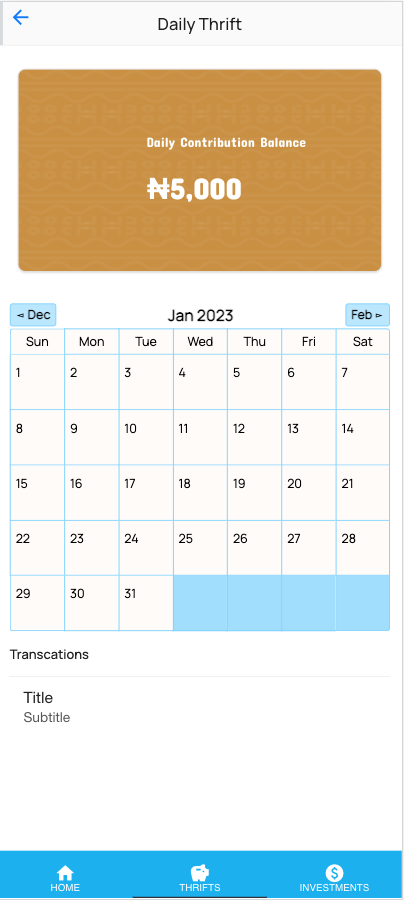 Daily Thrift
Daily Contribution Balance
₦5,000
◅ Dec Jan 2023 Feb ▻
Sun Mon Tue Wed Thu Fri Sat
1 2 3 4 5 6 7
8 9 10 11 12 13 14
15 16 17 18 19 20 21
22 23 24 25 26 27 28
29 30 31
Transcations
Title
Subtitle
HOME THRIFTS INVESTMENTS